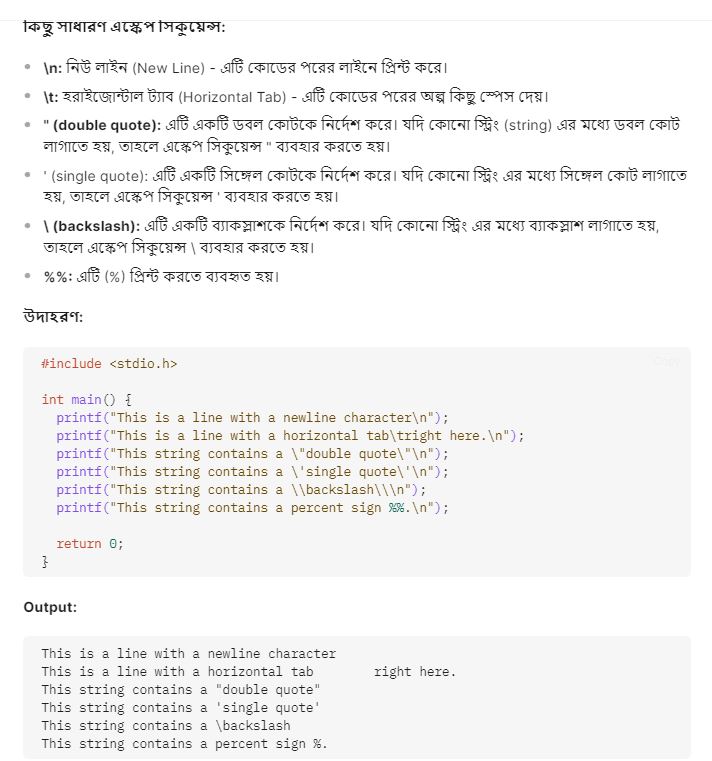 কিছু সাধারণ এস্কেপ সিকুয়েন্স:
\n: নিউ লাইন (New Line) - এটি কোডের পরের লাইনে প্রিন্ট করে।
\t: হরাইজোন্টাল ট্যাব (Horizontal Tab) - এটি কোডের পরের অল্প কিছু স্পেস দেয়।
" (double quote): এটি একটি ডবল কোটকে নির্দেশ করে। যদি কোনো স্ট্রিং (string) এর মধ্যে ডবল কোট
লাগাতে হয়, তাহলে এস্কেপ সিকুয়েন্স " ব্যবহার করতে হয়।
' (single quote): এটি একটি সিঙ্গেল কোটকে নির্দেশ করে। যদি কোনো স্ট্রিং এর মধ্যে সিঙ্গেল কোট লাগাতে
হয়, তাহলে এস্কেপ সিকুয়েন্স ' ব্যবহার করতে হয়।
\ (backslash): এটি একটি ব্যাকস্লাশকে নির্দেশ করে। যদি কোনো স্ট্রিং এর মধ্যে ব্যাকস্লাশ লাগাতে হয়,
তাহলে এস্কেপ সিকুয়েন্স \ ব্যবহার করতে হয়।
%%: এটি (%) প্রিন্ট করতে ব্যবহৃত হয়।
উদাহরণ:
Copy
#include <stdio.h>
int main() {
printf("This is a line with a newline character\n");
printf("This is a line with a horizontal tab\tright here.\n");
printf("This string contains a \"double quote\"\n");
printf("This string contains a \'single quote\'\n");
printf("This string contains a \\backslash\\\n");
printf("This string contains a percent sign %%.\n");
return 0;
}
Output:
This is a line with a newline character
This is a line with a horizontal tab        right here.
This string contains a "double quote"
This string contains a 'single quote'
This string contains a \backslash
This string contains a percent sign %.